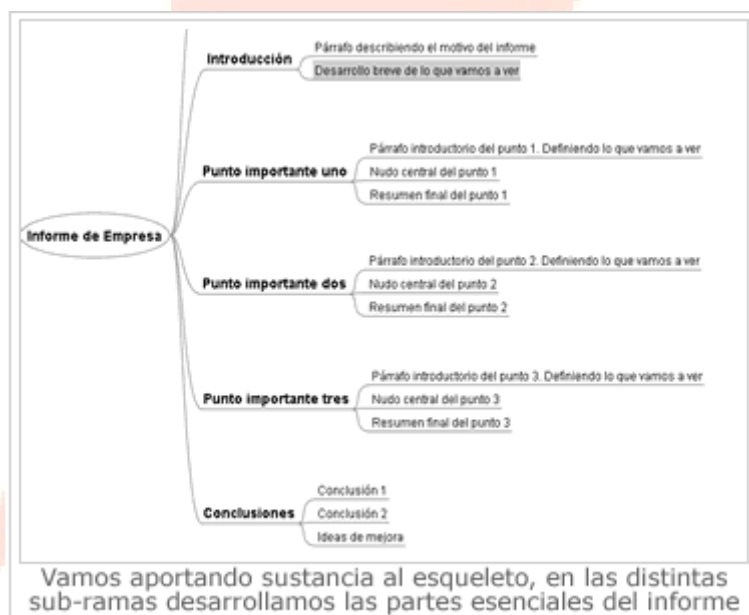 Introducción
Párrafo describiendo el motivo del informe
Desarrollo breve de lo que vamos a ver
Punto importante uno
Párrafo introductorio del punto 1. Definiendo lo que vamos a ver
Nudo central del punto 1
Resumen final del punto 1
Informe de Empresa
Punto importante dos
Párrafo introductorio del punto 2. Definiendo lo que vamos a ver
Nudo central del punto 2
Resumen final del punto 2
Punto importante tres
Párrafo introductorio del punto 3. Definiendo lo que vamos a ver
Nudo central del punto 3
Resumen final del punto 3
Conclusiones
Conclusión 1
Conclusión 2
Ideas de mejora
Vamos aportando sustancia al esqueleto, en las distintas
sub-ramas desarrollamos las partes esenciales del informe